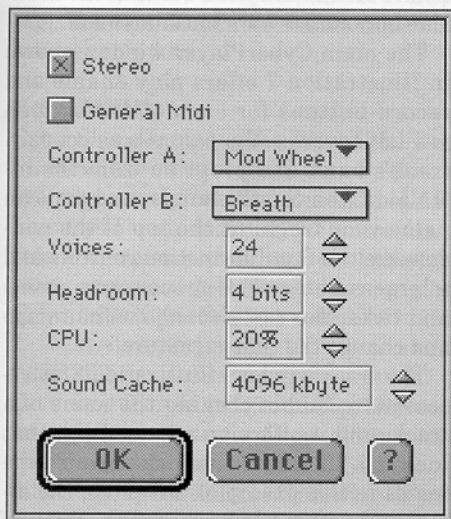 Stereo
General Midi
Controller A: Mod Wheel
Controller B: Breath
Voices: 24
Headroom: 4 bits
CPU: 20%
Sound Cache: 4096 kbyte
OK Cancel ?